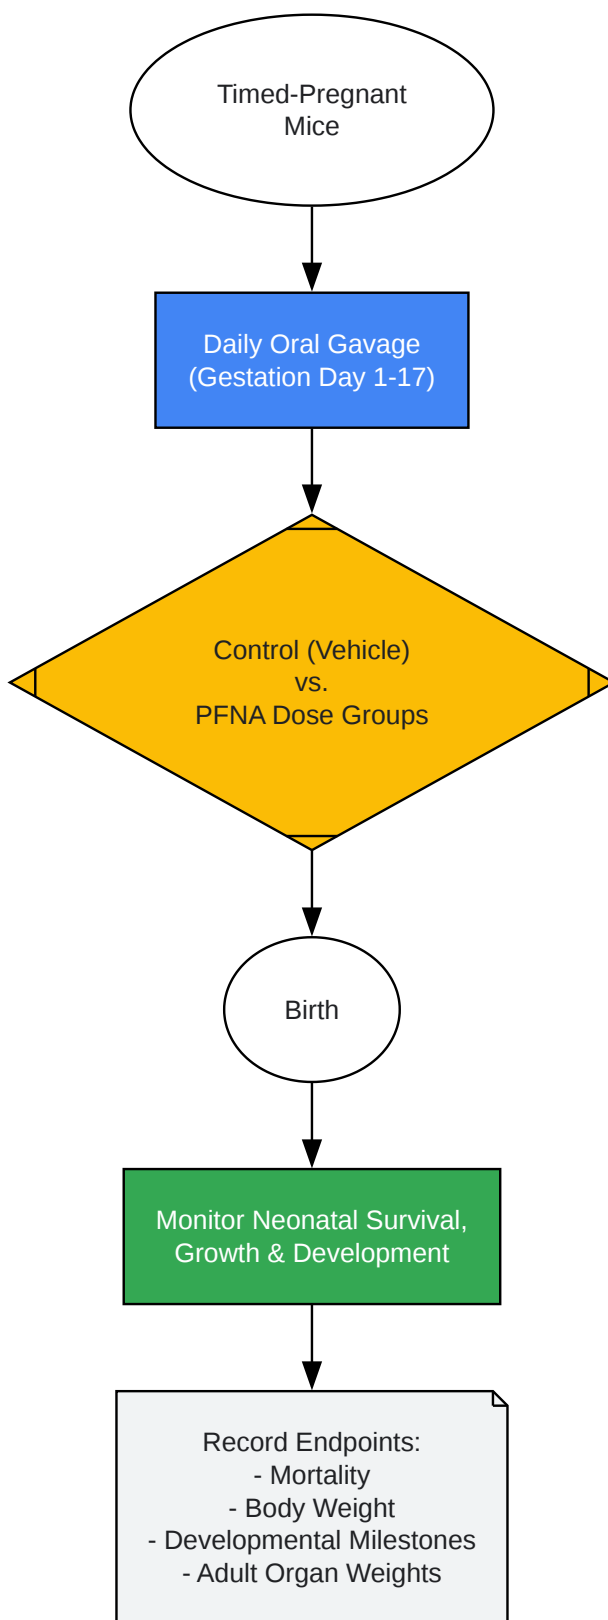 Timed-Pregnant
Mice
Daily Oral Gavage
(Gestation Day 1-17)
Control (Vehicle)
vs.
PFNA Dose Groups
Birth
Monitor Neonatal Survival,
Growth & Development
Record Endpoints:
- Mortality
- Body Weight
- Developmental Milestones
- Adult Organ Weights